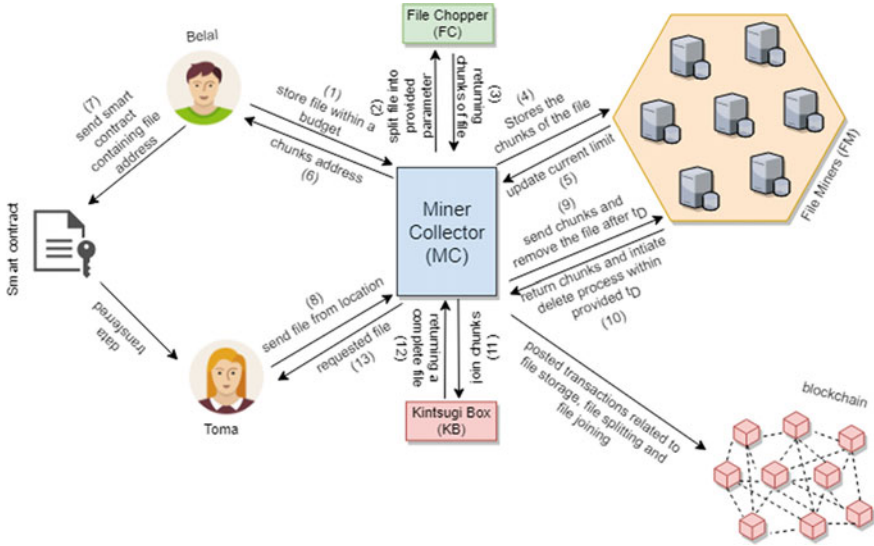 Belal
File Chopper
(FC)
(1)
store file within a
budget
chunks address
(6)
(2)
split file into
provided
parameter
returning
chunks of file
(3)
(4)
Stores the
chunks of the file
update current limit
(5)
File Miners (FM)
(7)
send smart
contract
containing file
address
Smart contract
data
transferred
Miner
Collector
(MC)
(9)
send chunks and
remove the file after tD
return chunks and intiate
delete process within
provided tD
(10)
(8)
send file from location
requested file
(13)
Toma
(12)
returning a
complete file
join chunks
(11)
Kintsugi Box
(KB)
posted transactions related to
file storage, file splitting and
file joining
blockchain